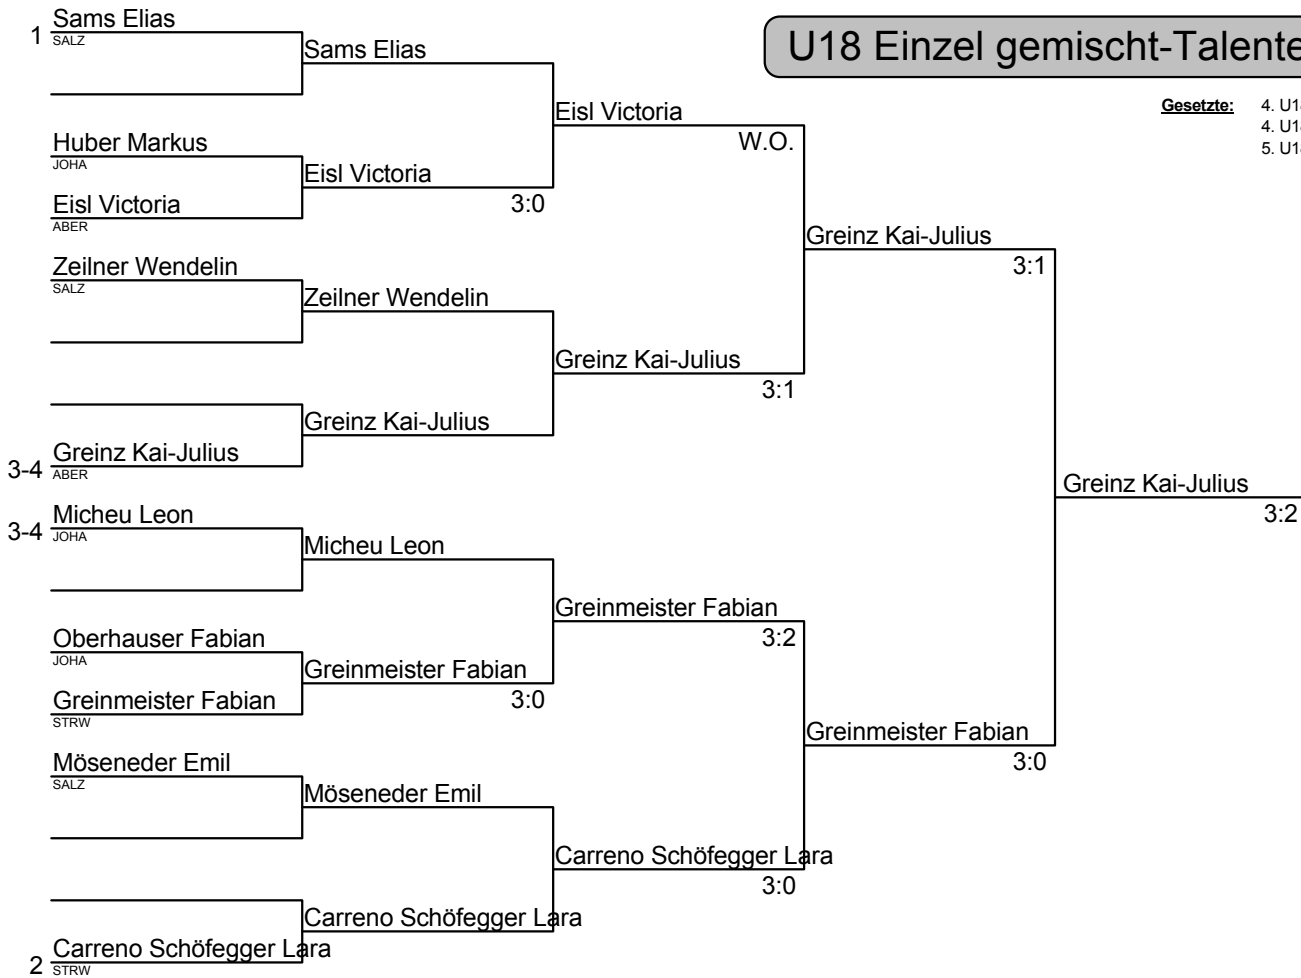 U18 Einzel gemischt-Talente
Gesetzte: 4. U18
4. U18
5. U18
1 Sams Elias
SALZ
Huber Markus
JOHA
Eisl Victoria
ABER
Zeilner Wendelin
SALZ
3-4 Greinz Kai-Julius
ABER
3-4 Micheu Leon
JOHA
Oberhauser Fabian
JOHA
Greinmeister Fabian
STRW
Möseneder Emil
SALZ
2 Carreno Schöfegger Lara
STRW
Sams Elias
Eisl Victoria
3:0
Zeilner Wendelin
Greinz Kai-Julius
Micheu Leon
Greinmeister Fabian
3:0
Möseneder Emil
Carreno Schöfegger Lara
Eisl Victoria
W.O.
Greinz Kai-Julius
3:1
Greinmeister Fabian
3:2
Carreno Schöfegger Lara
3:0
Greinz Kai-Julius
3:1
Greinmeister Fabian
3:0
Greinz Kai-Julius
3:2